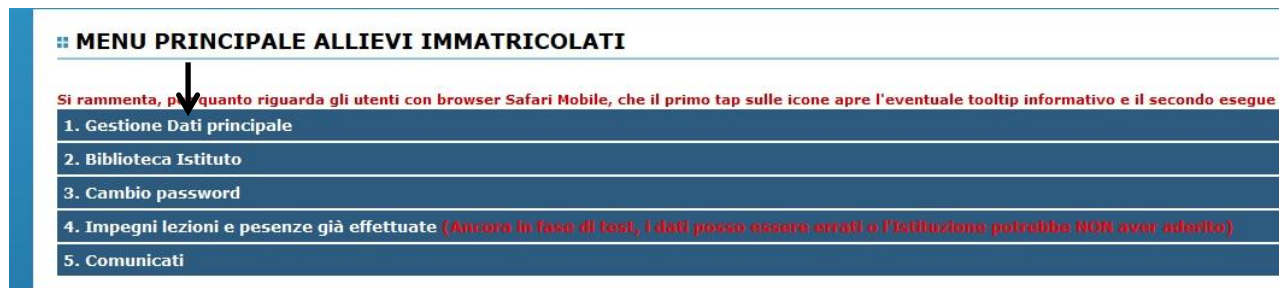 MENU PRINCIPALE ALLIEVI IMMATRICOLATI
Si rammenta, per quanto riguarda gli utenti con browser Safari Mobile, che il primo tap sulle icone apre l'eventuale tooltip informativo e il secondo esegue
1. Gestione Dati principale
2. Biblioteca Istituto
3. Cambio password
4. Impegni lezioni e pesenze già effettuate (Ancora in fase di test, i dati posso essere errati o l'Istituzione potrebbe NON aver aderito)
5. Comunicati